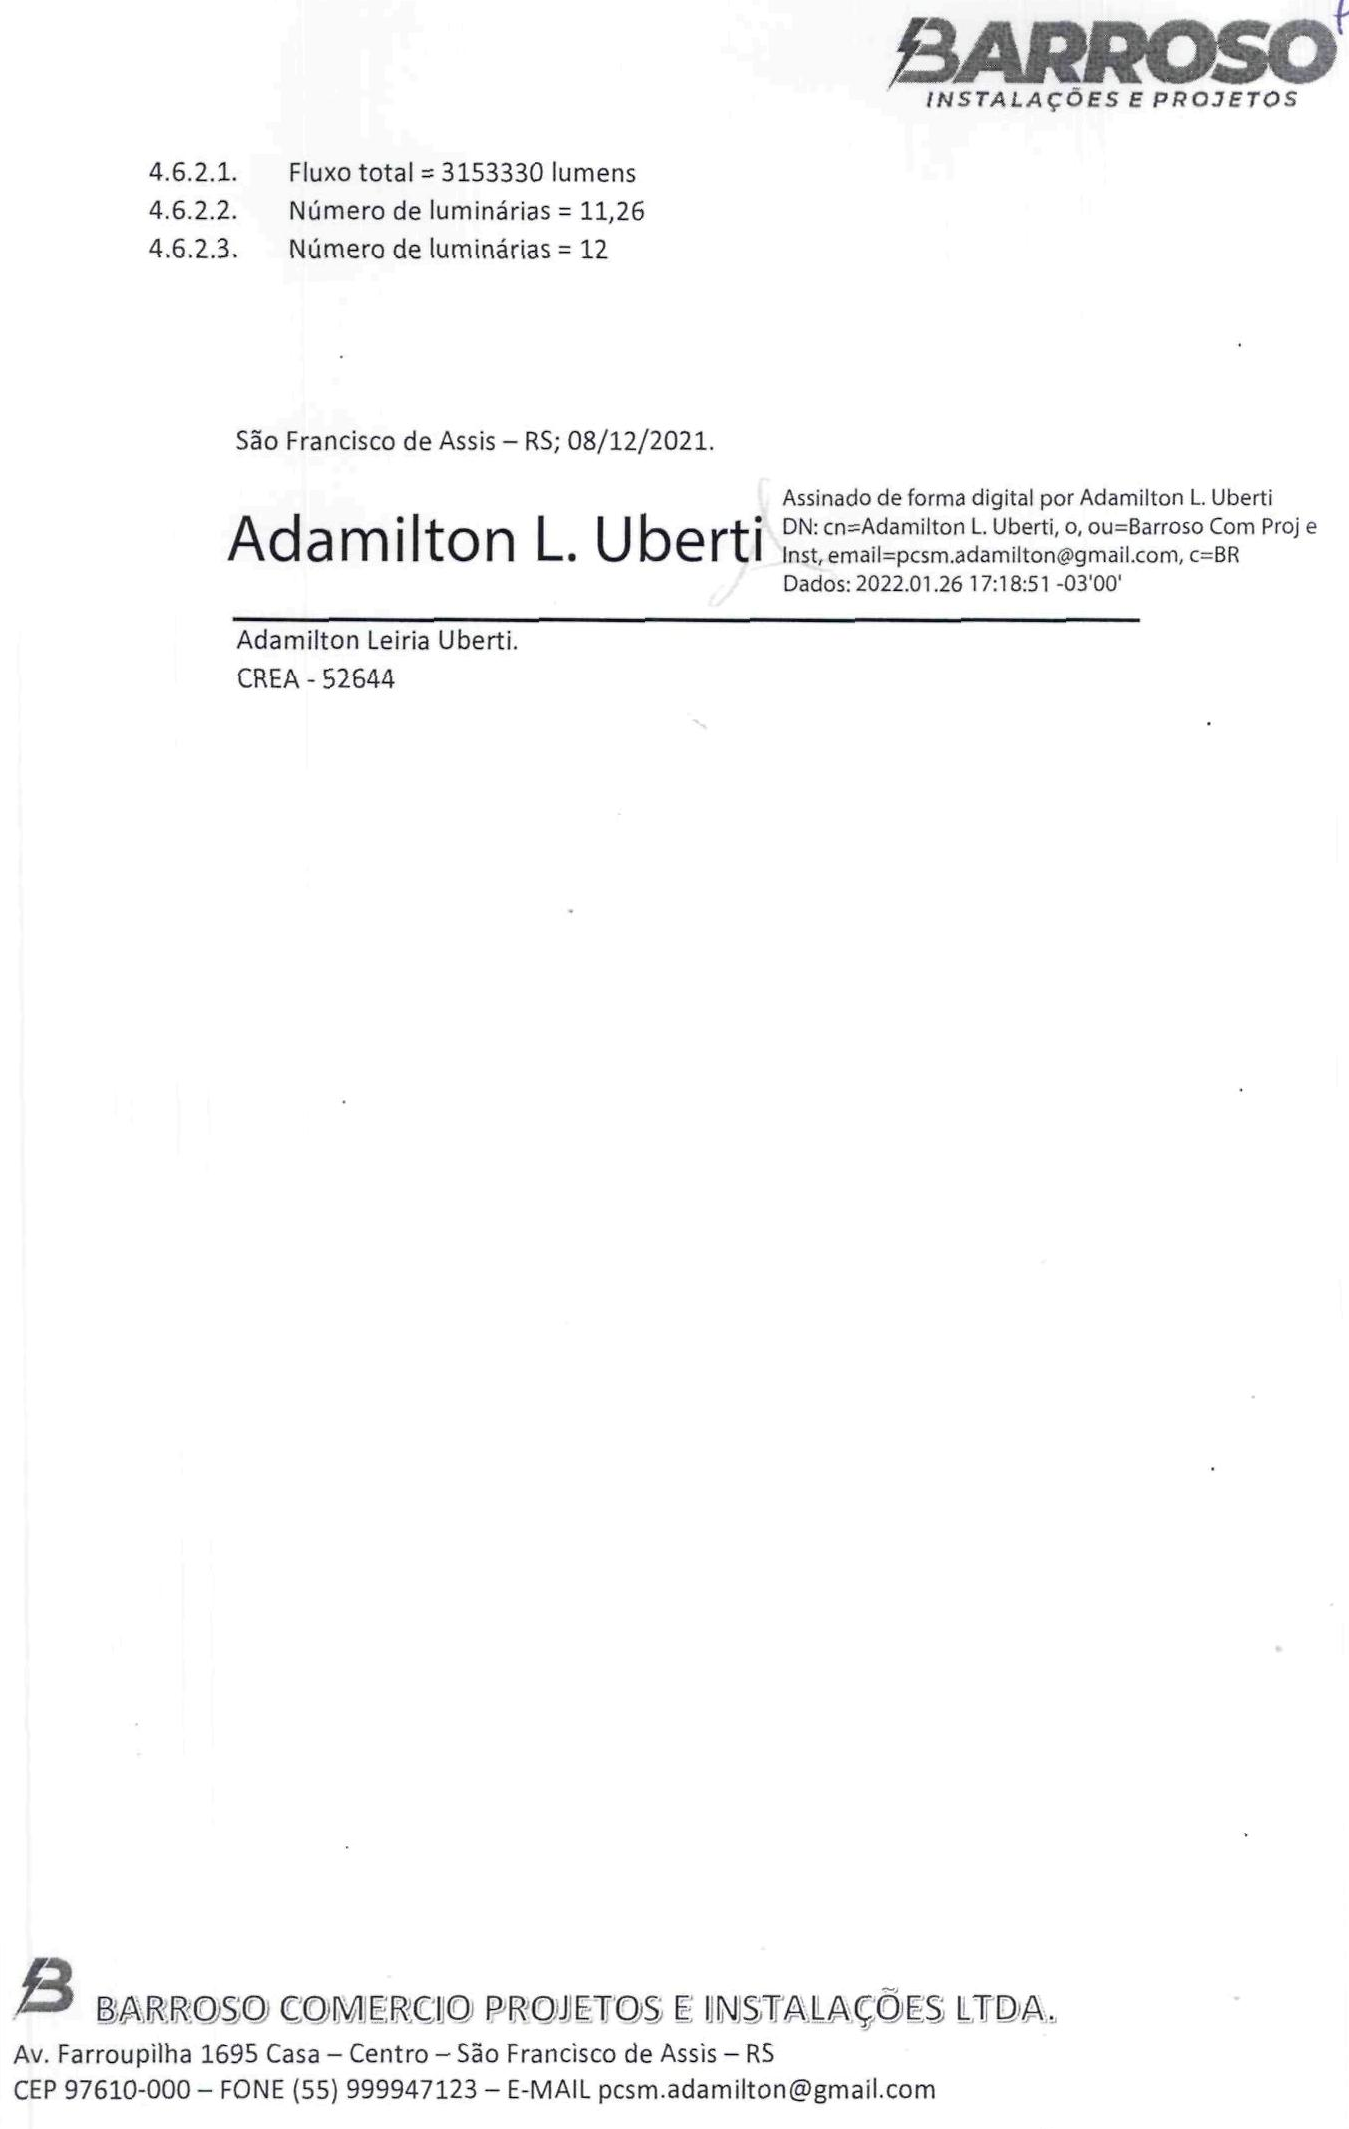 BARROSO
INSTALAÇÕES E PROJETOS
4.6.2.1. Fluxo total = 3153330 lumens
4.6.2.2. Número de luminárias = 11,26
4.6.2.3. Número de luminárias = 12
São Francisco de Assis – RS; 08/12/2021.
Adamilton L. Uberti
Assinado de forma digital por Adamilton L. Uberti
DN: cn=Adamilton L. Uberti, o, ou=Barroso Com Proj e
Inst, email=pcsm.adamilton@gmail.com, c=BR
Dados: 2022.01.26 17:18:51 -03'00'
Adamilton Leiria Uberti.
CREA - 52644
B
BARROSO COMERCIO PROJETOS E INSTALAÇÕES LTDA.
Av. Farroupilha 1695 Casa – Centro – São Francisco de Assis – RS
CEP 97610-000 – FONE (55) 999947123 – E-MAIL pcsm.adamilton@gmail.com